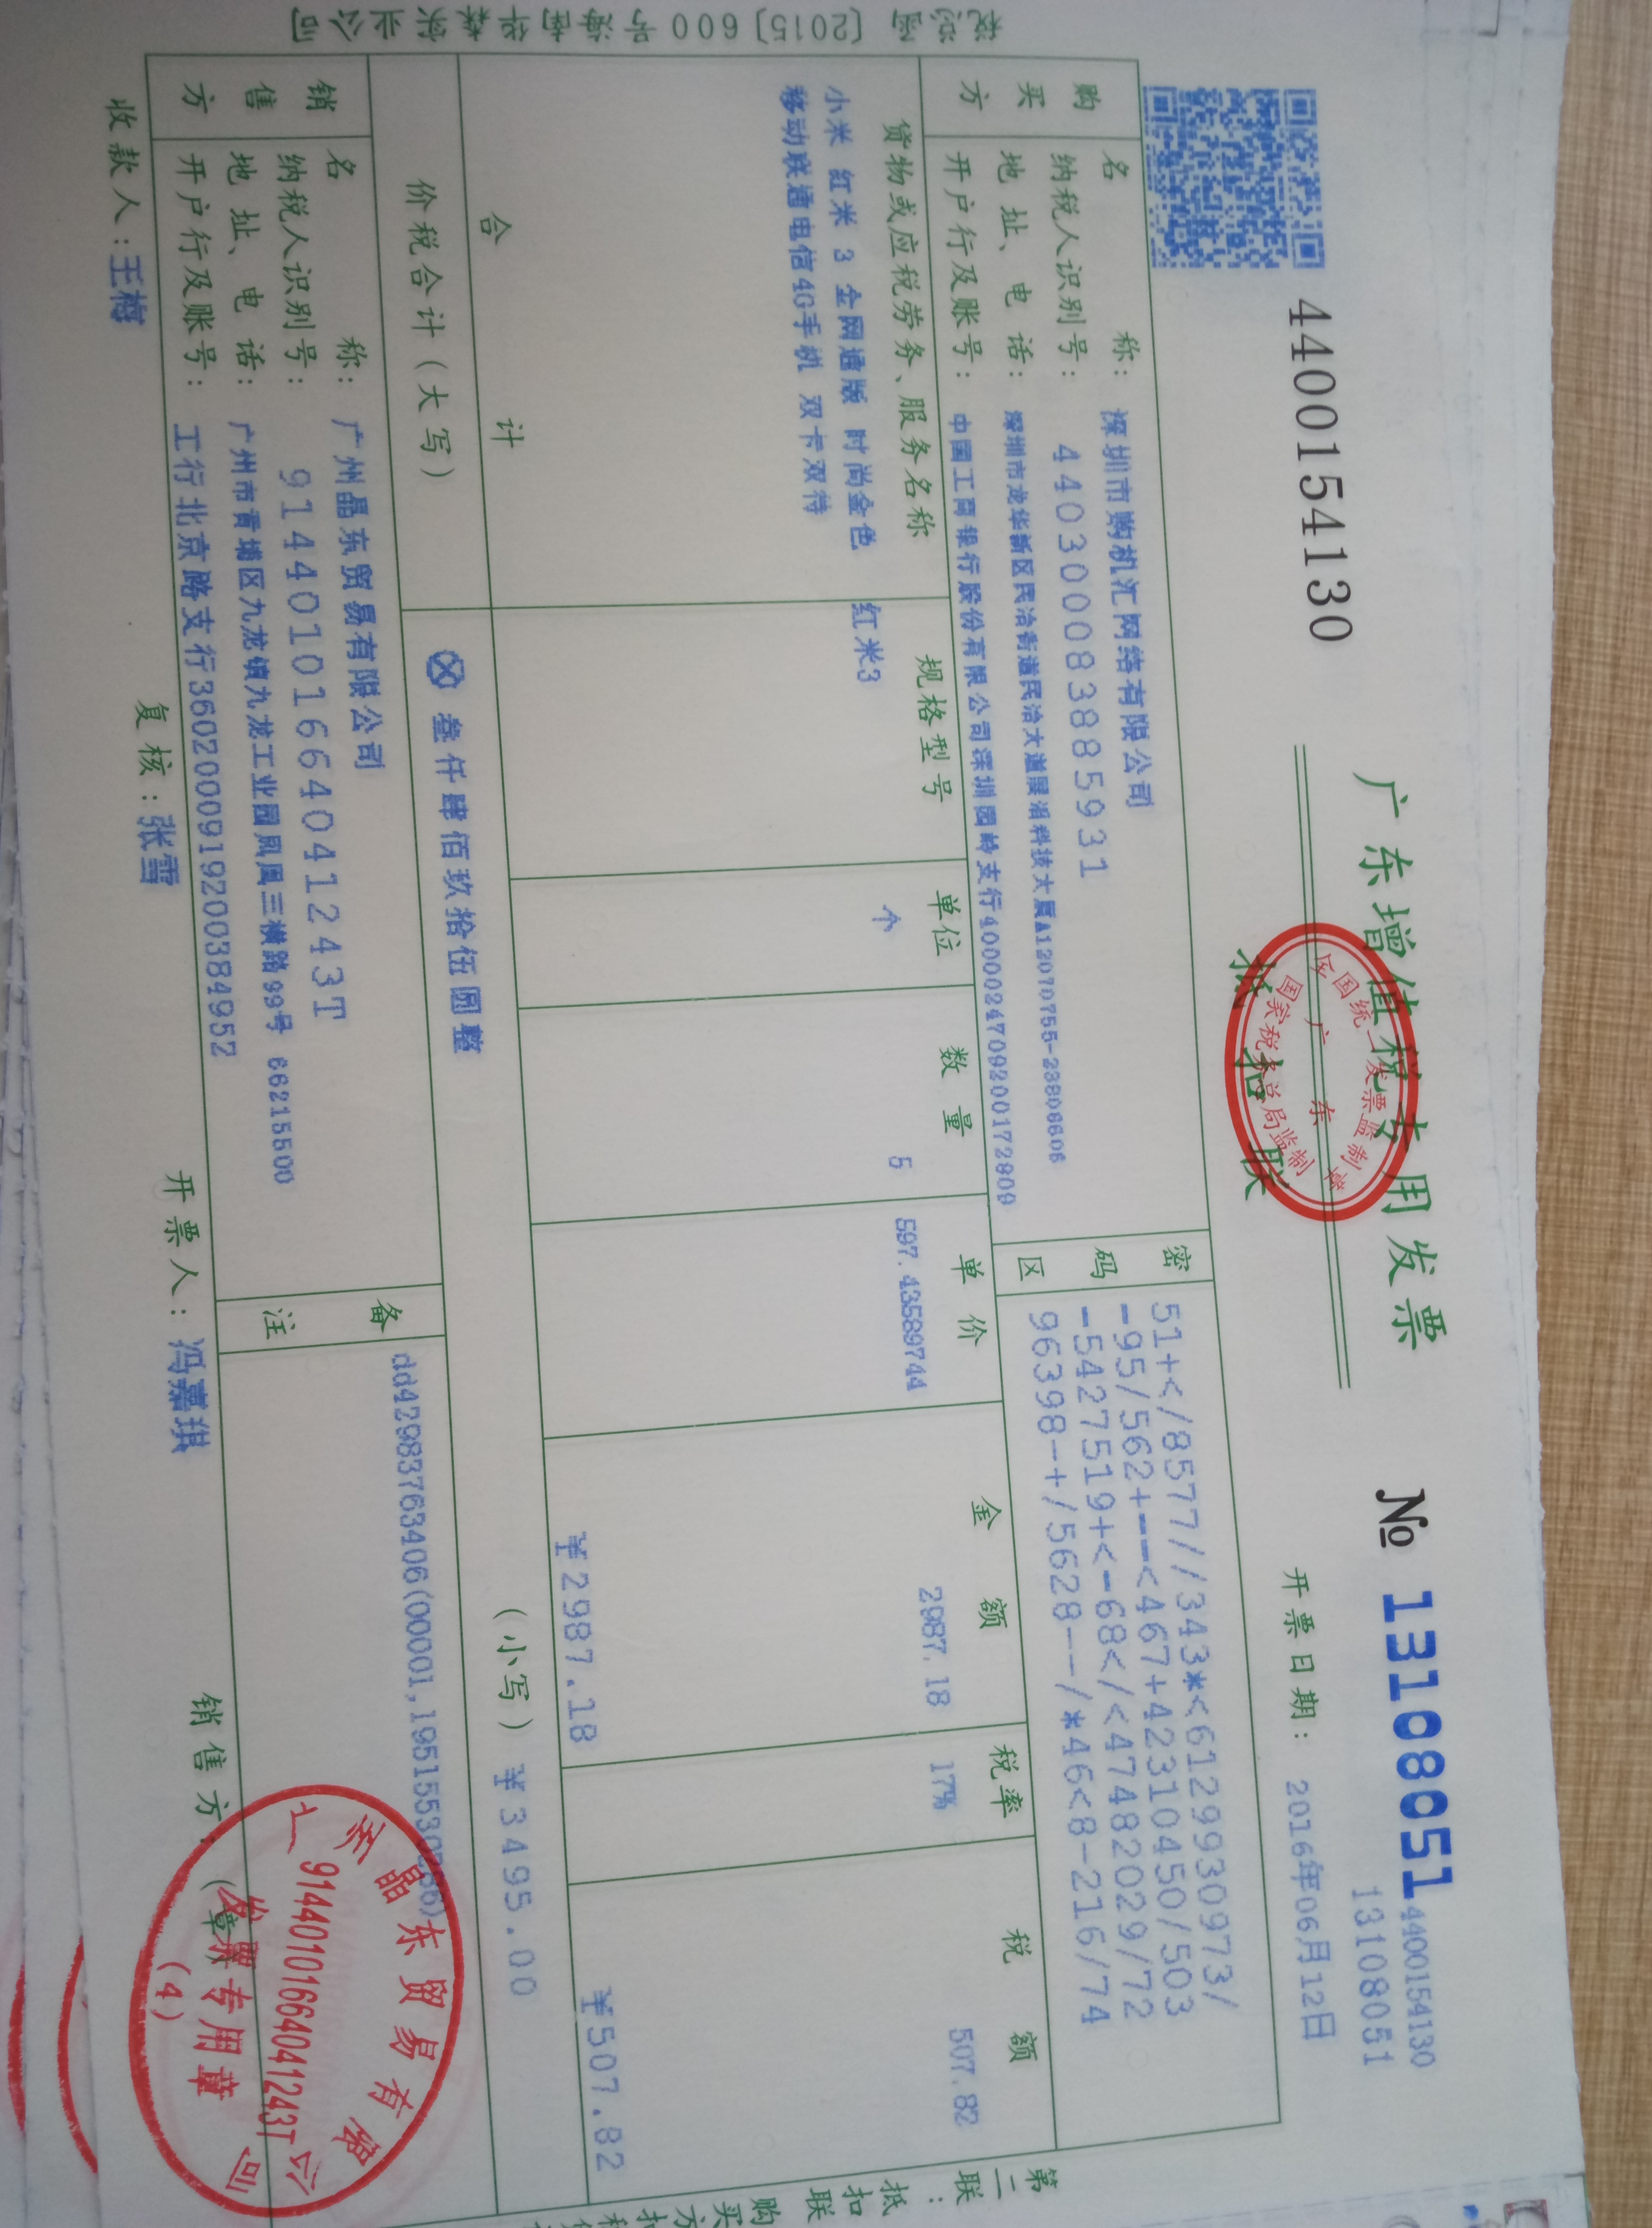 4400154130
广东增值税专用发票
抵扣联
№ 13108051
4400154130
13108051
开票日期: 2016年06月12日
全国统一发票监制章
广东
国家税务总局监制
购买方
名称: 深圳市购机汇网络有限公司
纳税人识别号: 440300083885931
地址、电话: 深圳市龙华新区民治街道民治大道展滔科技大厦A1207 0755-23806606
开户行及账号: 中国工商银行股份有限公司深圳园岭支行4000024709200172809
密码区
51+</8577//343*<6129930973/
-95/562+--<467+42310450/503
-5427519+<-68</<47482029/72
96398-+/5628--/*46<8-216/74
货物或应税劳务、服务名称 规格型号 单位 数量 单价 金额 税率 税额
小米 红米 3 全网通版 时尚金色 红米3 个 5 597.43589744 2987.18 17% 507.82
移动联通电信4G手机 双卡双待
合计 ¥2987.18 ¥507.82
价税合计(大写) ⊗ 叁仟肆佰玖拾伍圆整 (小写) ¥3495.00
销售方
名称: 广州晶东贸易有限公司
纳税人识别号: 91440101664041243T
地址、电话: 广州市黄埔区九龙镇九龙工业园凤凰三横路99号 66215500
开户行及账号: 工行北京路支行3602000919200384952
备注
dd42983763406(00001,19515530
收款人: 王梅 复核: 张雪 开票人: 冯嘉琪 销售方: (章)
广州晶东贸易有限公司
91440101664041243T
发票专用章
(4)
税总函[2015]600号海南华森实业公司
第二联: 抵扣联 购买方扣